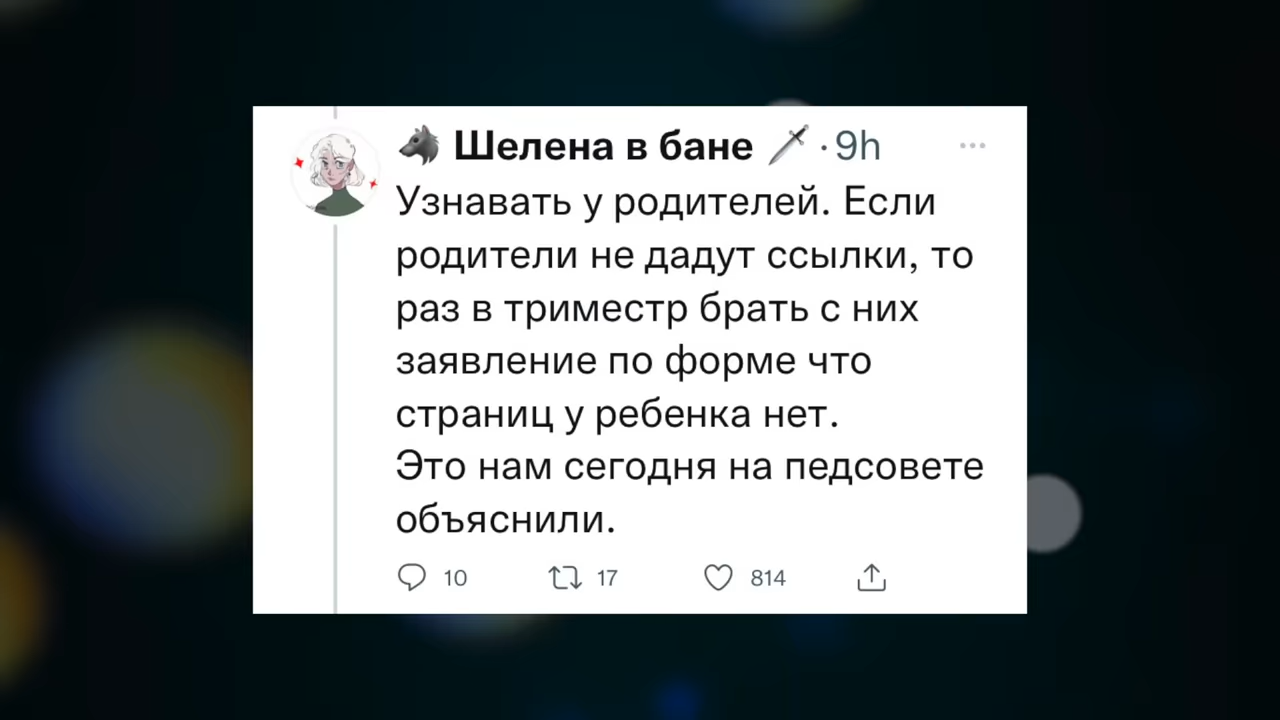 🐺 Шелена в бане 🗡 · 9h
Узнавать у родителей. Если
родители не дадут ссылки, то
раз в триместр брать с них
заявление по форме что
страниц у ребенка нет.
Это нам сегодня на педсовете
объяснили.
10 17 814